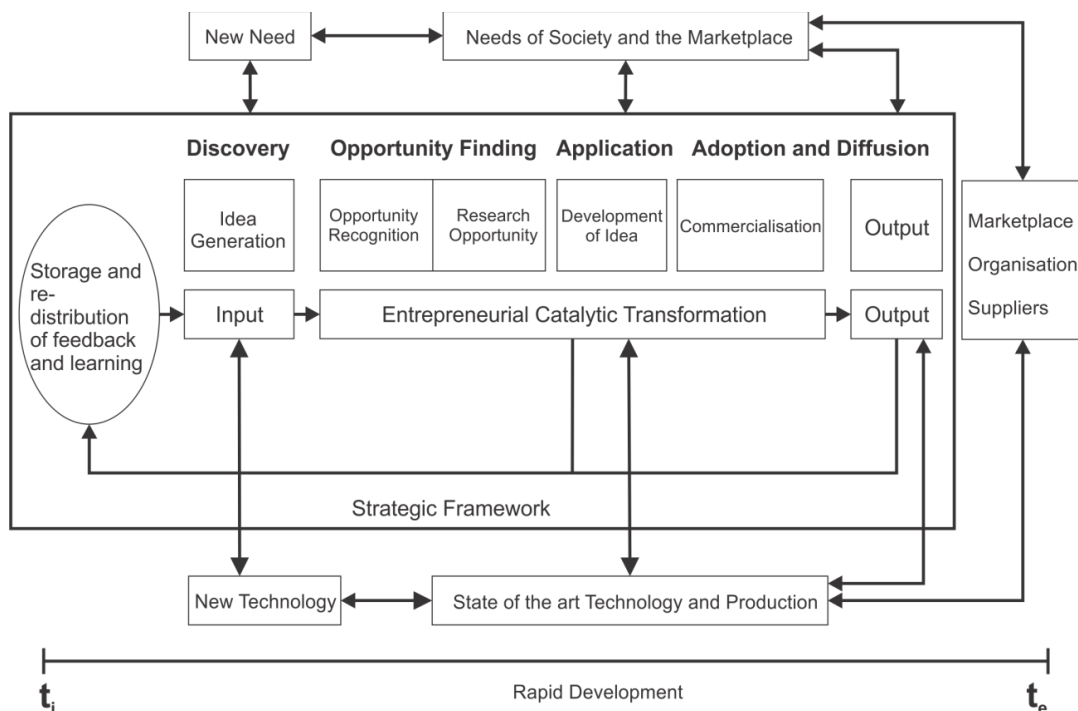 New Need
Needs of Society and the Marketplace
Discovery
Opportunity Finding
Application
Adoption and Diffusion
Idea
Generation
Opportunity
Recognition
Research
Opportunity
Development
of Idea
Commercialisation
Output
Marketplace
Organisation
Suppliers
Storage and
re-
distribution
of feedback
and learning
Input
Entrepreneurial Catalytic Transformation
Output
Strategic Framework
New Technology
State of the art Technology and Production
ti
Rapid Development
te